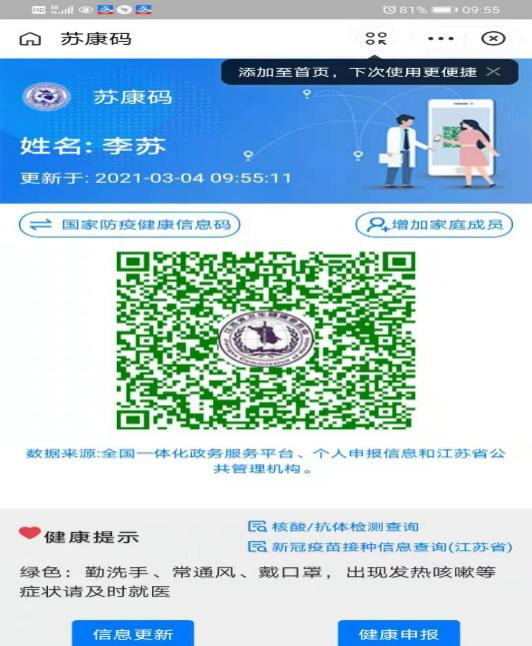 HD 81% 09:55
苏康码
添加至首页，下次使用更便捷
苏康码
姓名: 李苏
更新于: 2021-03-04 09:55:11
国家防疫健康信息码
增加家庭成员
数据来源:全国一体化政务服务平台、个人申报信息和江苏省公
共管理机构。
健康提示
核酸/抗体检测查询
新冠疫苗接种信息查询(江苏省)
绿色：勤洗手、常通风、戴口罩，出现发热咳嗽等
症状请及时就医
信息更新
健康申报